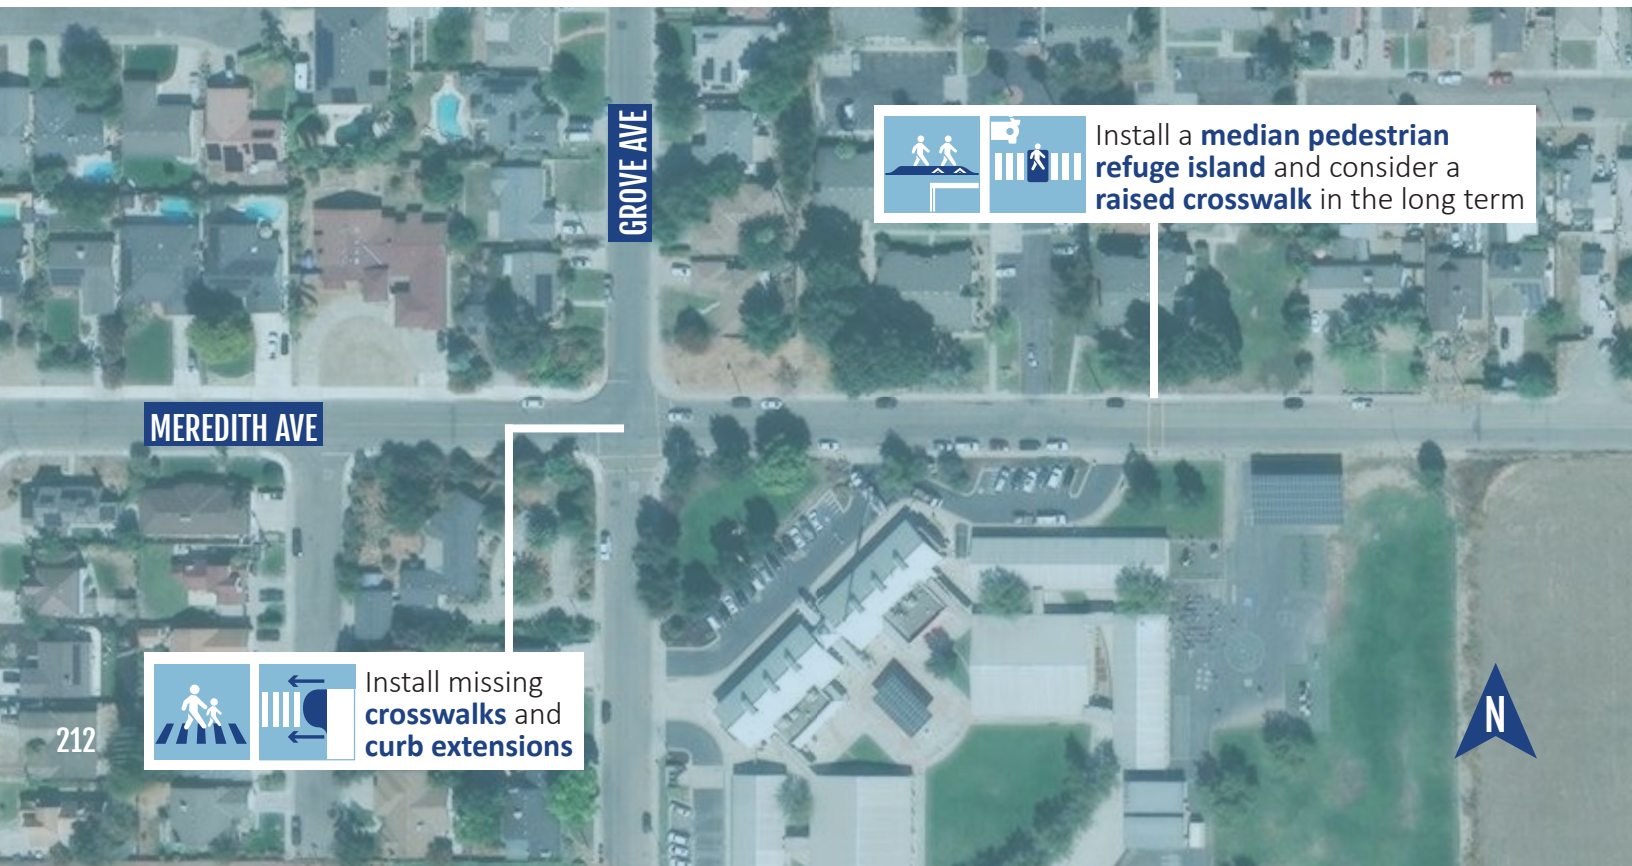 GROVE AVE
Install a median pedestrian
refuge island and consider a
raised crosswalk in the long term
MEREDITH AVE
Install missing
crosswalks and
curb extensions
212
N